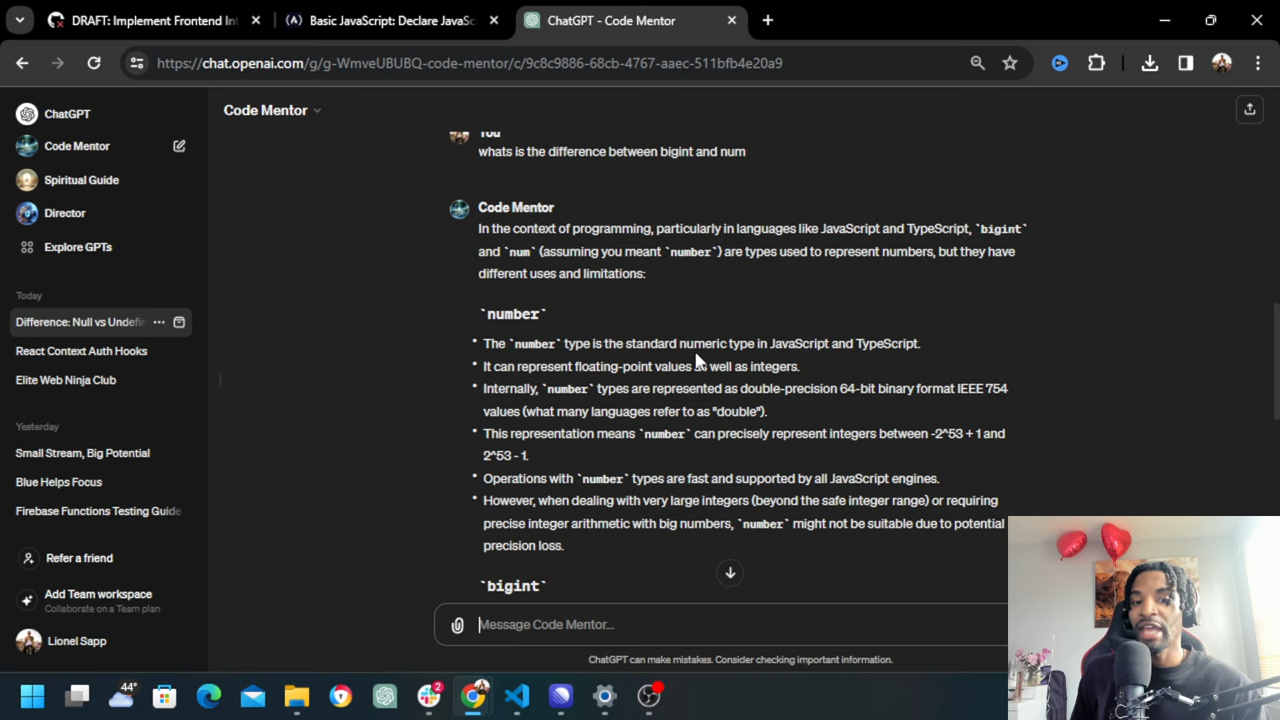 DRAFT: Implement Frontend Int
Basic JavaScript: Declare JavaSc
ChatGPT - Code Mentor
https://chat.openai.com/g/g-WmveUBUBQ-code-mentor/c/9c8c9886-68cb-4767-aaec-511bfb4e20a9
ChatGPT
Code Mentor
Spiritual Guide
Director
Explore GPTs
Today
Difference: Null vs Undefin
React Context Auth Hooks
Elite Web Ninja Club
Yesterday
Small Stream, Big Potential
Blue Helps Focus
Firebase Functions Testing Guide
Refer a friend
Add Team workspace
Collaborate on a Team plan
Lionel Sapp
Code Mentor
You
whats is the difference between bigint and num
Code Mentor
In the context of programming, particularly in languages like JavaScript and TypeScript, `bigint`
and `num` (assuming you meant `number`) are types used to represent numbers, but they have
different uses and limitations:
`number`
• The `number` type is the standard numeric type in JavaScript and TypeScript.
• It can represent floating-point values as well as integers.
• Internally, `number` types are represented as double-precision 64-bit binary format IEEE 754
values (what many languages refer to as "double").
• This representation means `number` can precisely represent integers between -2^53 + 1 and
2^53 - 1.
• Operations with `number` types are fast and supported by all JavaScript engines.
• However, when dealing with very large integers (beyond the safe integer range) or requiring
precise integer arithmetic with big numbers, `number` might not be suitable due to potential
precision loss.
`bigint`
Message Code Mentor...
ChatGPT can make mistakes. Consider checking important information.
44°
2